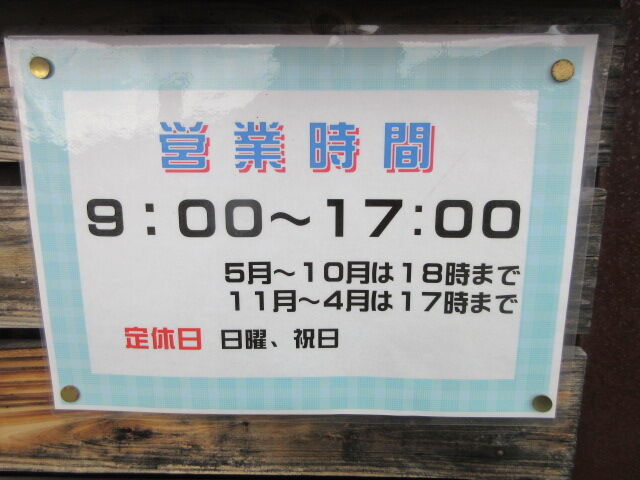 営業時間
9:00～17:00
5月～10月は18時まで
11月～4月は17時まで
定休日 日曜、祝日